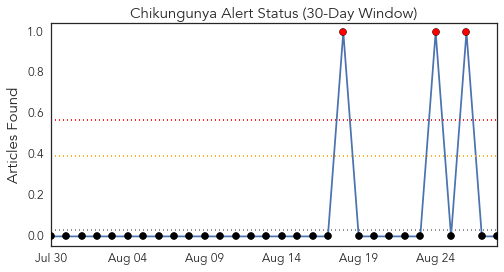 Chikungunya Alert Status (30-Day Window)
1.0
0.8
0.6
0.4
0.2
0.0
Articles Found
Jul 30 Aug 04 Aug 09 Aug 14 Aug 19 Aug 24